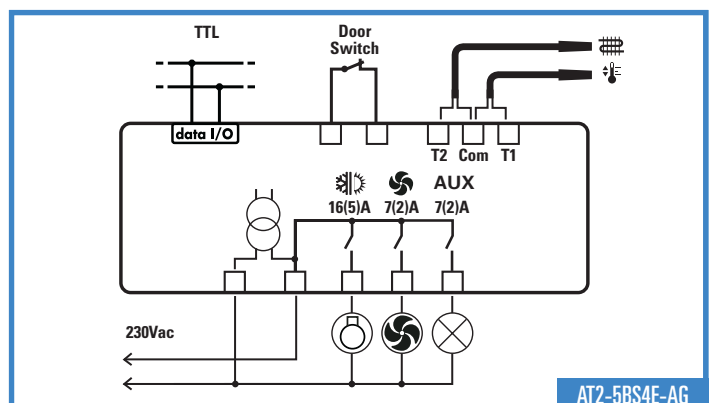 TTL
Door
Switch
data I/O
T2 Com T1
AUX
16(5)A 7(2)A 7(2)A
230Vac
AT2-5BS4E-AG